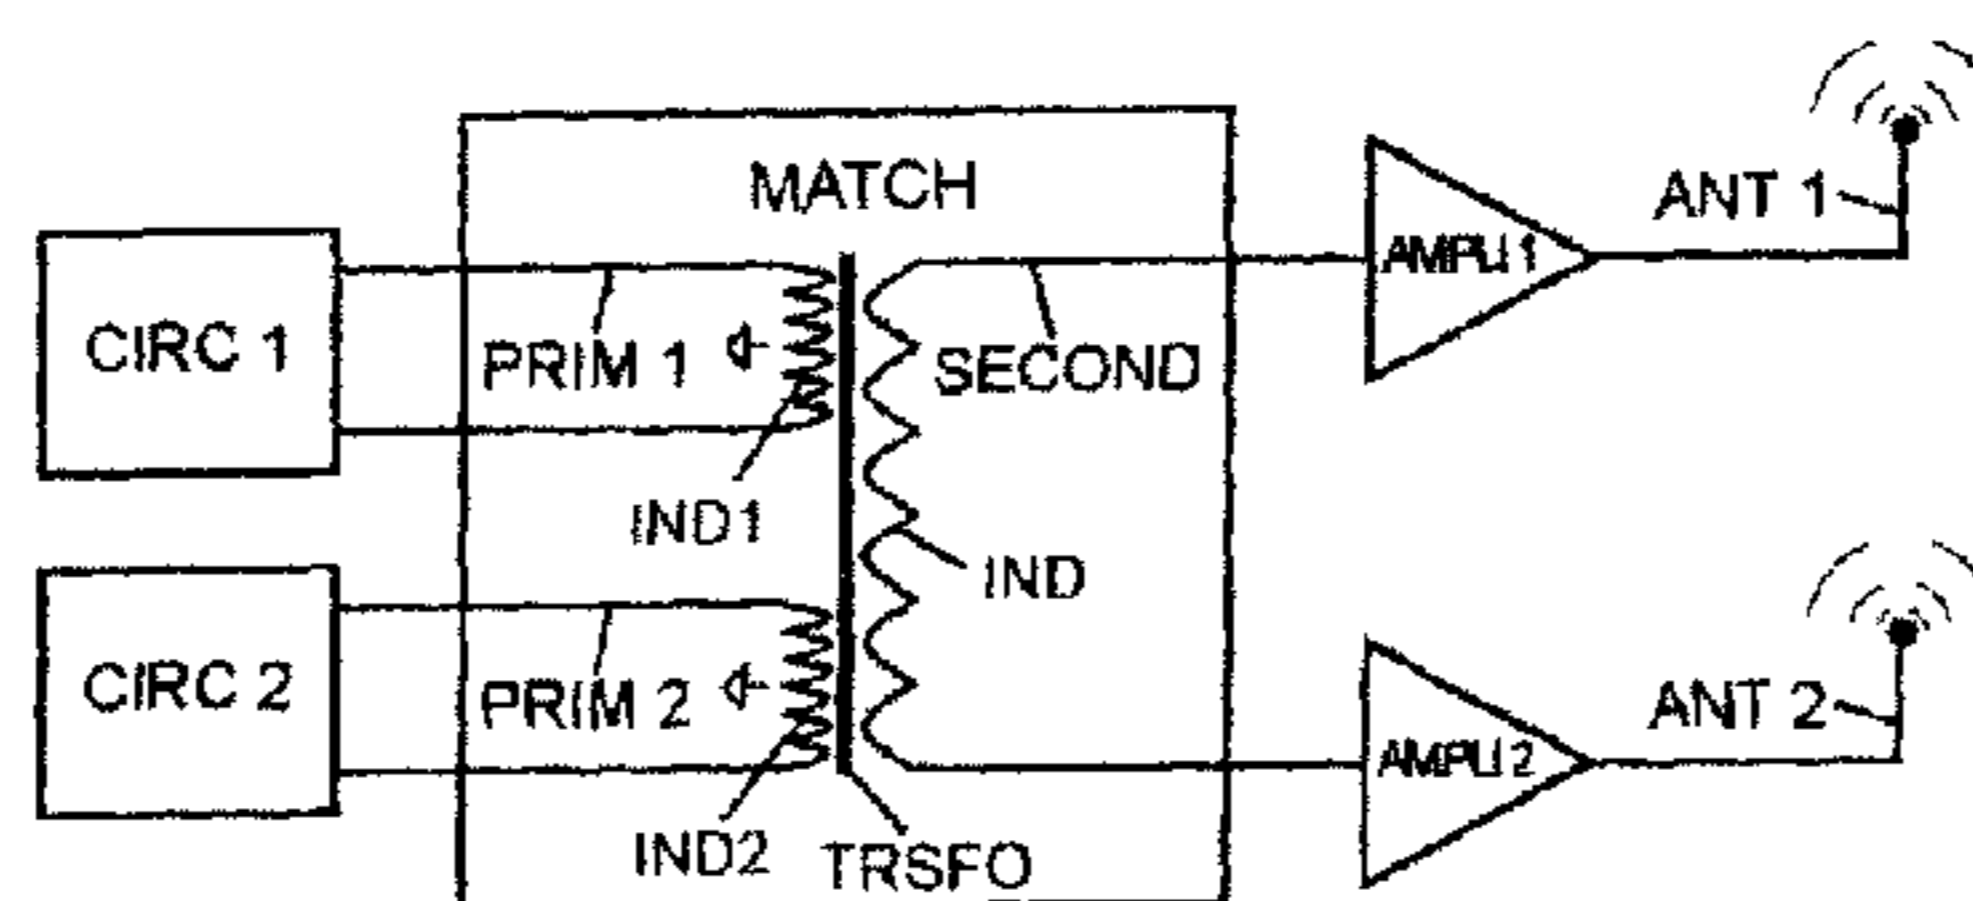 MATCH
ANT 1
AMPLI 1
CIRC 1
PRIM 1
SECOND
IND1
IND
CIRC 2
PRIM 2
ANT 2
AMPLI 2
IND2
TRSFO